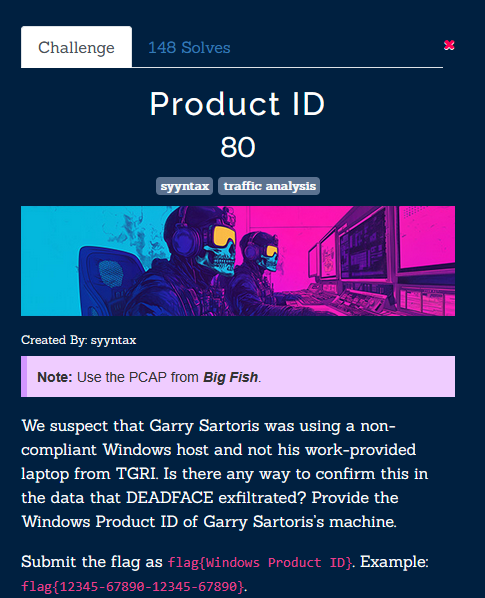 Challenge
148 Solves
✖
Product ID
80
syyntax
traffic analysis
Created By: syyntax
Note: Use the PCAP from Big Fish.
We suspect that Garry Sartoris was using a non-
compliant Windows host and not his work-provided
laptop from TGRI. Is there any way to confirm this in
the data that DEADFACE exfiltrated? Provide the
Windows Product ID of Garry Sartoris's machine.
Submit the flag as flag{Windows Product ID}. Example:
flag{12345-67890-12345-67890}.